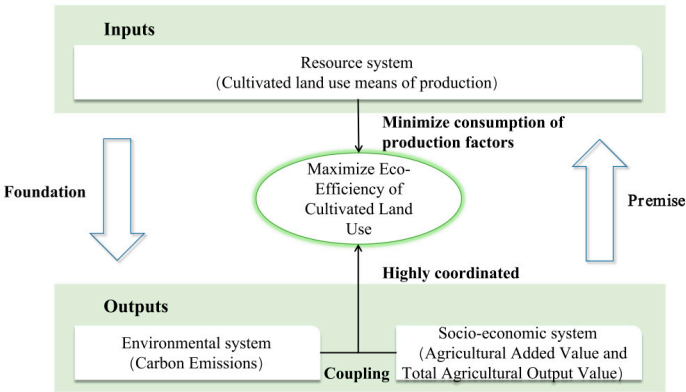 Inputs
Resource system
(Cultivated land use means of production)
Minimize consumption of
production factors
Maximize Eco-
Efficiency of
Cultivated Land
Use
Foundation
Premise
Highly coordinated
Outputs
Environmental system
(Carbon Emissions)
Coupling
Socio-economic system
(Agricultural Added Value and
Total Agricultural Output Value)